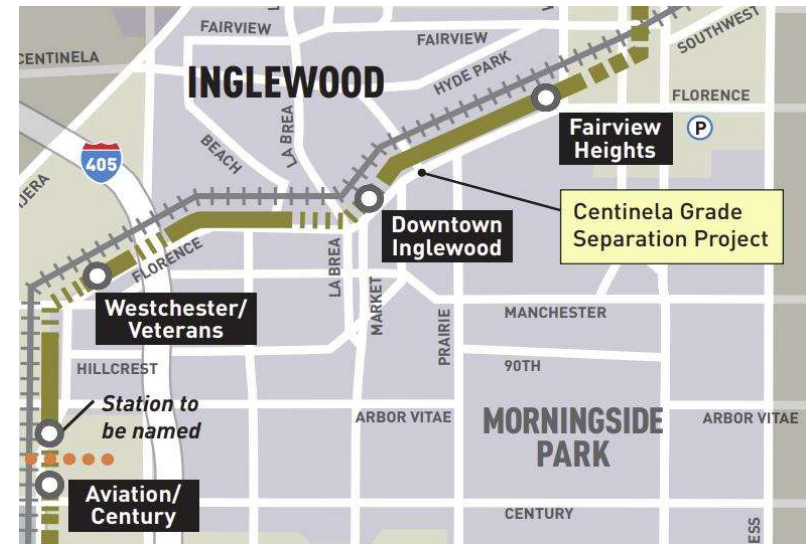 FAIRVIEW
FAIRVIEW
SOUTHWEST
CENTINELA
INGLEWOOD
HYDE PARK
LA BREA
FLORENCE
BEACH
405
Fairview
Heights
P
Centinela Grade
Separation Project
Downtown
Inglewood
FLORENCE
LA BREA
MARKET
Westchester/
Veterans
MANCHESTER
PRAIRIE
HILLCREST
90TH
Station to
be named
ARBOR VITAE
MORNINGSIDE
PARK
ARBOR VITAE
Aviation/
Century
CENTURY